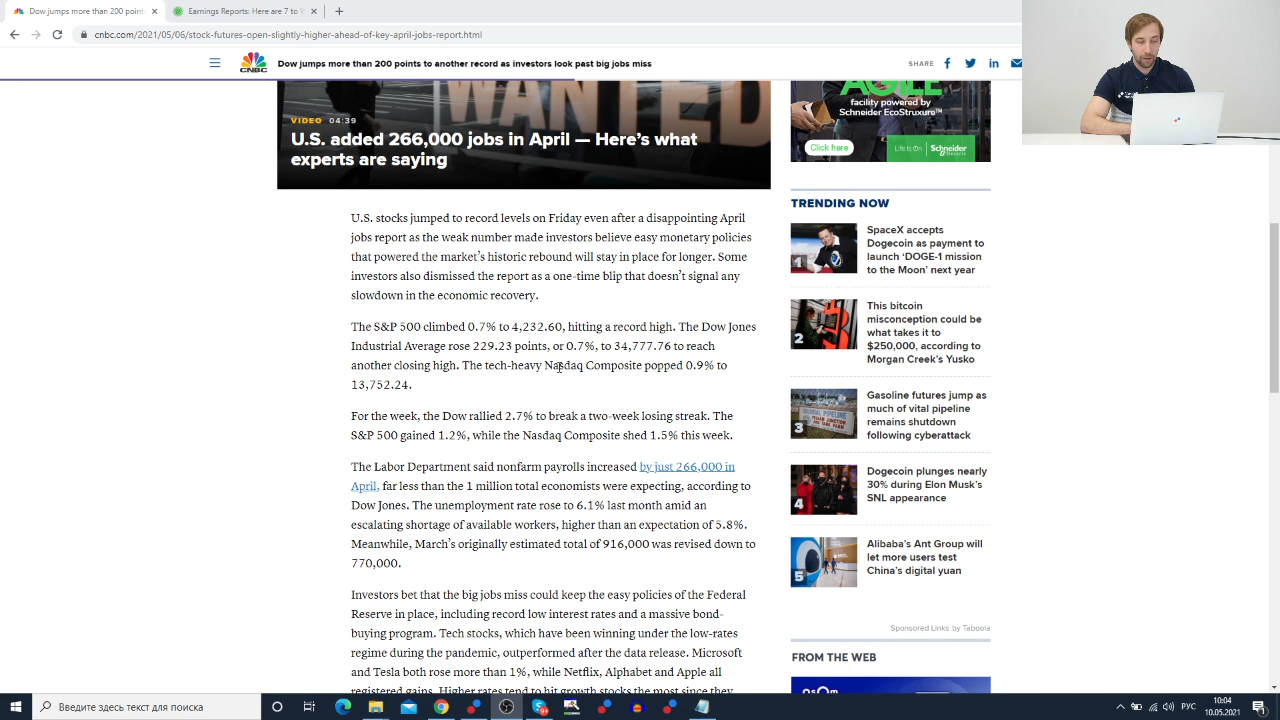 Dow jumps more than 200 points to
Earnings Reports for Week of
cnbc.com/2021/05/06/stock-futures-open-slightly-higher-ahead-of-key-april-jobs-report.html
CNBC
Dow jumps more than 200 points to another record as investors look past big jobs miss
SHARE
VIDEO 04:39
U.S. added 266,000 jobs in April — Here's what
experts are saying
AGILE
facility powered by
Schneider EcoStruxure™
Click here
Life Is On
Schneider
Electric
U.S. stocks jumped to record levels on Friday even after a disappointing April
jobs report as the weak number made investors believe easy monetary policies
that powered the market's historic rebound will stay in place for longer. Some
investors also dismissed the report as a one-time blip that doesn't signal any
slowdown in the economic recovery.
The S&P 500 climbed 0.7% to 4,232.60, hitting a record high. The Dow Jones
Industrial Average rose 229.23 points, or 0.7%, to 34,777.76 to reach
another closing high. The tech-heavy Nasdaq Composite popped 0.9% to
13,752.24.
For the week, the Dow rallied 2.7% to break a two-week losing streak. The
S&P 500 gained 1.2%, while the Nasdaq Composite shed 1.5% this week.
The Labor Department said nonfarm payrolls increased by just 266,000 in
April, far less than the 1 million total economists were expecting, according to
Dow Jones. The unemployment rate rose to 6.1% last month amid an
escalating shortage of available workers, higher than an expectation of 5.8%.
Meanwhile, March's originally estimated total of 916,000 was revised down to
770,000.
Investors bet that the big jobs miss could keep the easy policies of the Federal
Reserve in place, including near-zero rates and its massive bond-
buying program. Tech stocks, which have been winning under the low interest rates
regime during the pandemic, outperformed after the data release. Microsoft
and Tesla both rose more than 1%, while Netflix, Alphabet and Apple all
registered gains. Higher rates tend to hurt growth stocks the most since they
TRENDING NOW
1
SpaceX accepts
Dogecoin as payment to
launch ‘DOGE-1 mission
to the Moon’ next year
2
This bitcoin
misconception could be
what takes it to
$250,000, according to
Morgan Creek’s Yusko
3
Gasoline futures jump as
much of vital pipeline
remains shutdown
following cyberattack
4
Dogecoin plunges nearly
30% during Elon Musk’s
SNL appearance
5
Alibaba’s Ant Group will
let more users test
China’s digital yuan
Sponsored Links by Taboola
FROM THE WEB
Введите здесь текст для поиска
10:04
10.05.2021